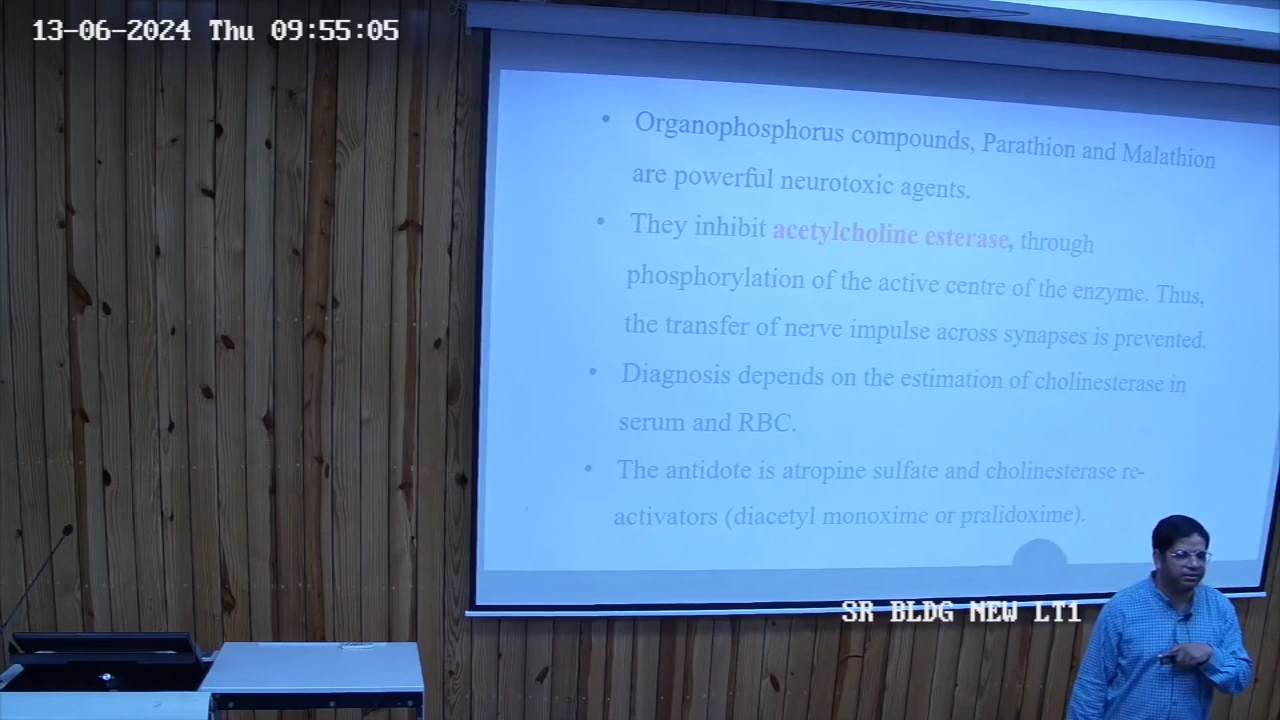 13-06-2024 Thu 09:55:05
• Organophosphorus compounds, Parathion and Malathion
are powerful neurotoxic agents.
• They inhibit acetylcholine esterase, through
phosphorylation of the active centre of the enzyme. Thus,
the transfer of nerve impulse across synapses is prevented.
• Diagnosis depends on the estimation of cholinesterase in
serum and RBC.
• The antidote is atropine sulfate and cholinesterase re-
activators (diacetyl monoxime or pralidoxime).
SR BLDG NEW LT1